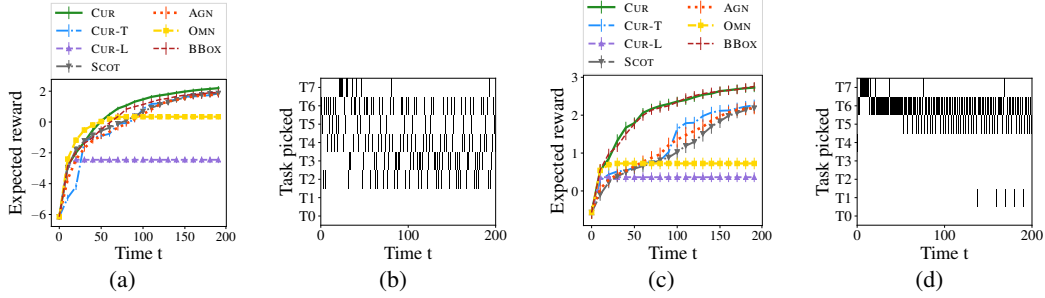 CUR
CUR-T
CUR-L
SCOT
AGN
OMN
BBOX
Expected reward
2
0
−2
−4
−6
0 50 100 150 200
Time t
(a)
Task picked
T7
T6
T5
T4
T3
T2
T1
T0
0 100 200
Time t
(b)
CUR
CUR-T
CUR-L
SCOT
AGN
OMN
BBOX
Expected reward
3
2
1
0
0 50 100 150 200
Time t
(c)
Task picked
T7
T6
T5
T4
T3
T2
T1
T0
0 100 200
Time t
(d)